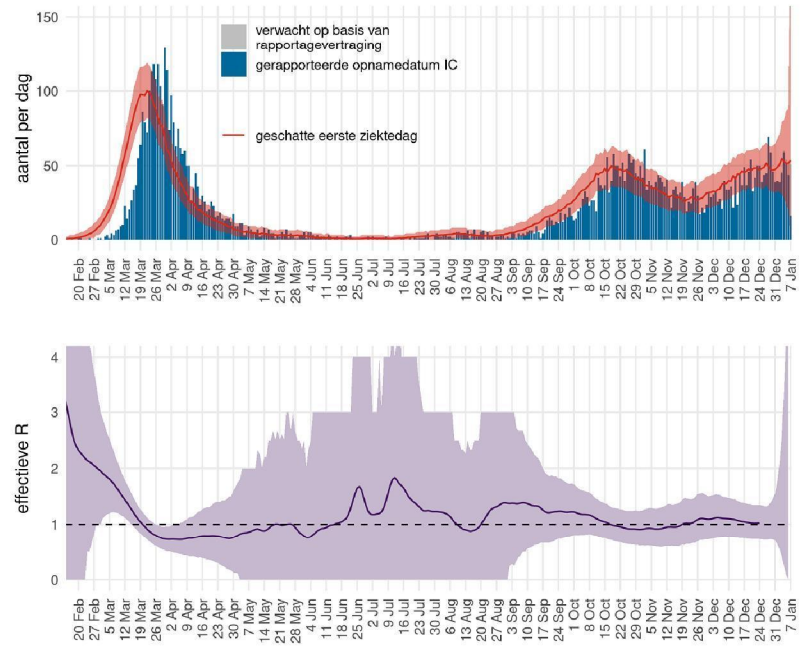 150
100
50
0
aantal per dag
verwacht op basis van
rapportagevertraging
gerapporteerde opnamedatum IC
geschatte eerste ziektedag
20 Feb
27 Feb
5 Mar
12 Mar
19 Mar
26 Mar
2 Apr
9 Apr
16 Apr
23 Apr
30 Apr
7 May
14 May
21 May
28 May
4 Jun
11 Jun
18 Jun
25 Jun
2 Jul
9 Jul
16 Jul
23 Jul
30 Jul
6 Aug
13 Aug
20 Aug
27 Aug
3 Sep
10 Sep
17 Sep
24 Sep
1 Oct
8 Oct
15 Oct
22 Oct
29 Oct
5 Nov
12 Nov
19 Nov
26 Nov
3 Dec
10 Dec
17 Dec
24 Dec
31 Dec
7 Jan
4
3
2
1
0
effectieve R
20 Feb
27 Feb
5 Mar
12 Mar
19 Mar
26 Mar
2 Apr
9 Apr
16 Apr
23 Apr
30 Apr
7 May
14 May
21 May
28 May
4 Jun
11 Jun
18 Jun
25 Jun
2 Jul
9 Jul
16 Jul
23 Jul
30 Jul
6 Aug
13 Aug
20 Aug
27 Aug
3 Sep
10 Sep
17 Sep
24 Sep
1 Oct
8 Oct
15 Oct
22 Oct
29 Oct
5 Nov
12 Nov
19 Nov
26 Nov
3 Dec
10 Dec
17 Dec
24 Dec
31 Dec
7 Jan